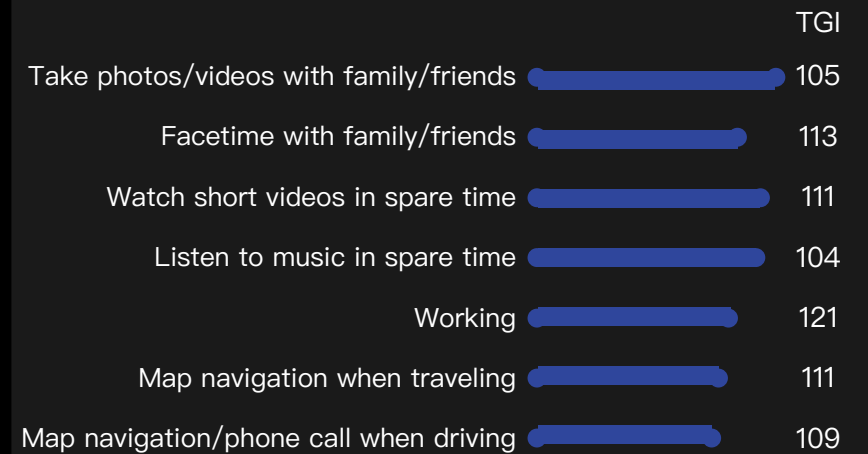 TGI
Take photos/videos with family/friends 105
Facetime with family/friends 113
Watch short videos in spare time 111
Listen to music in spare time 104
Working 121
Map navigation when traveling 111
Map navigation/phone call when driving 109